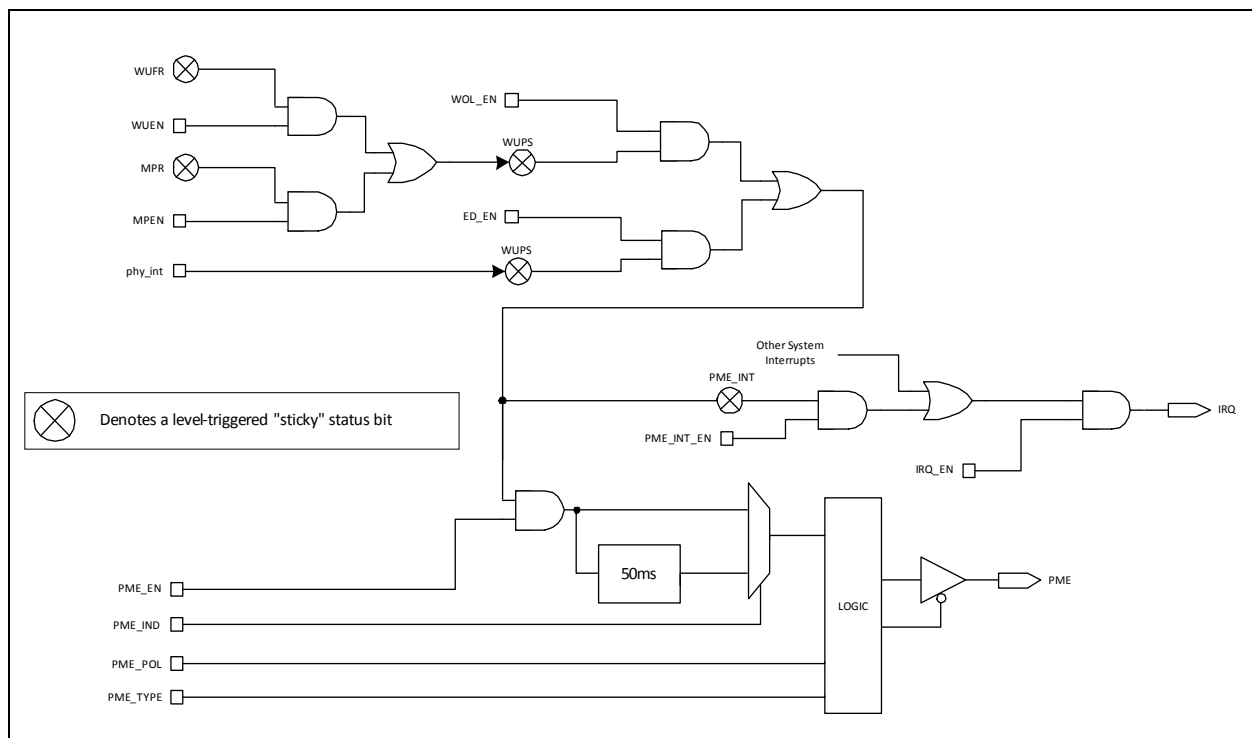 WUFR
WUEN
MPR
MPEN
phy_int
WOL_EN
WUPS
ED_EN
WUPS
Other System
Interrupts
PME_INT
PME_INT_EN
IRQ_EN
IRQ
Denotes a level-triggered "sticky" status bit
50ms
LOGIC
PME
PME_EN
PME_IND
PME_POL
PME_TYPE